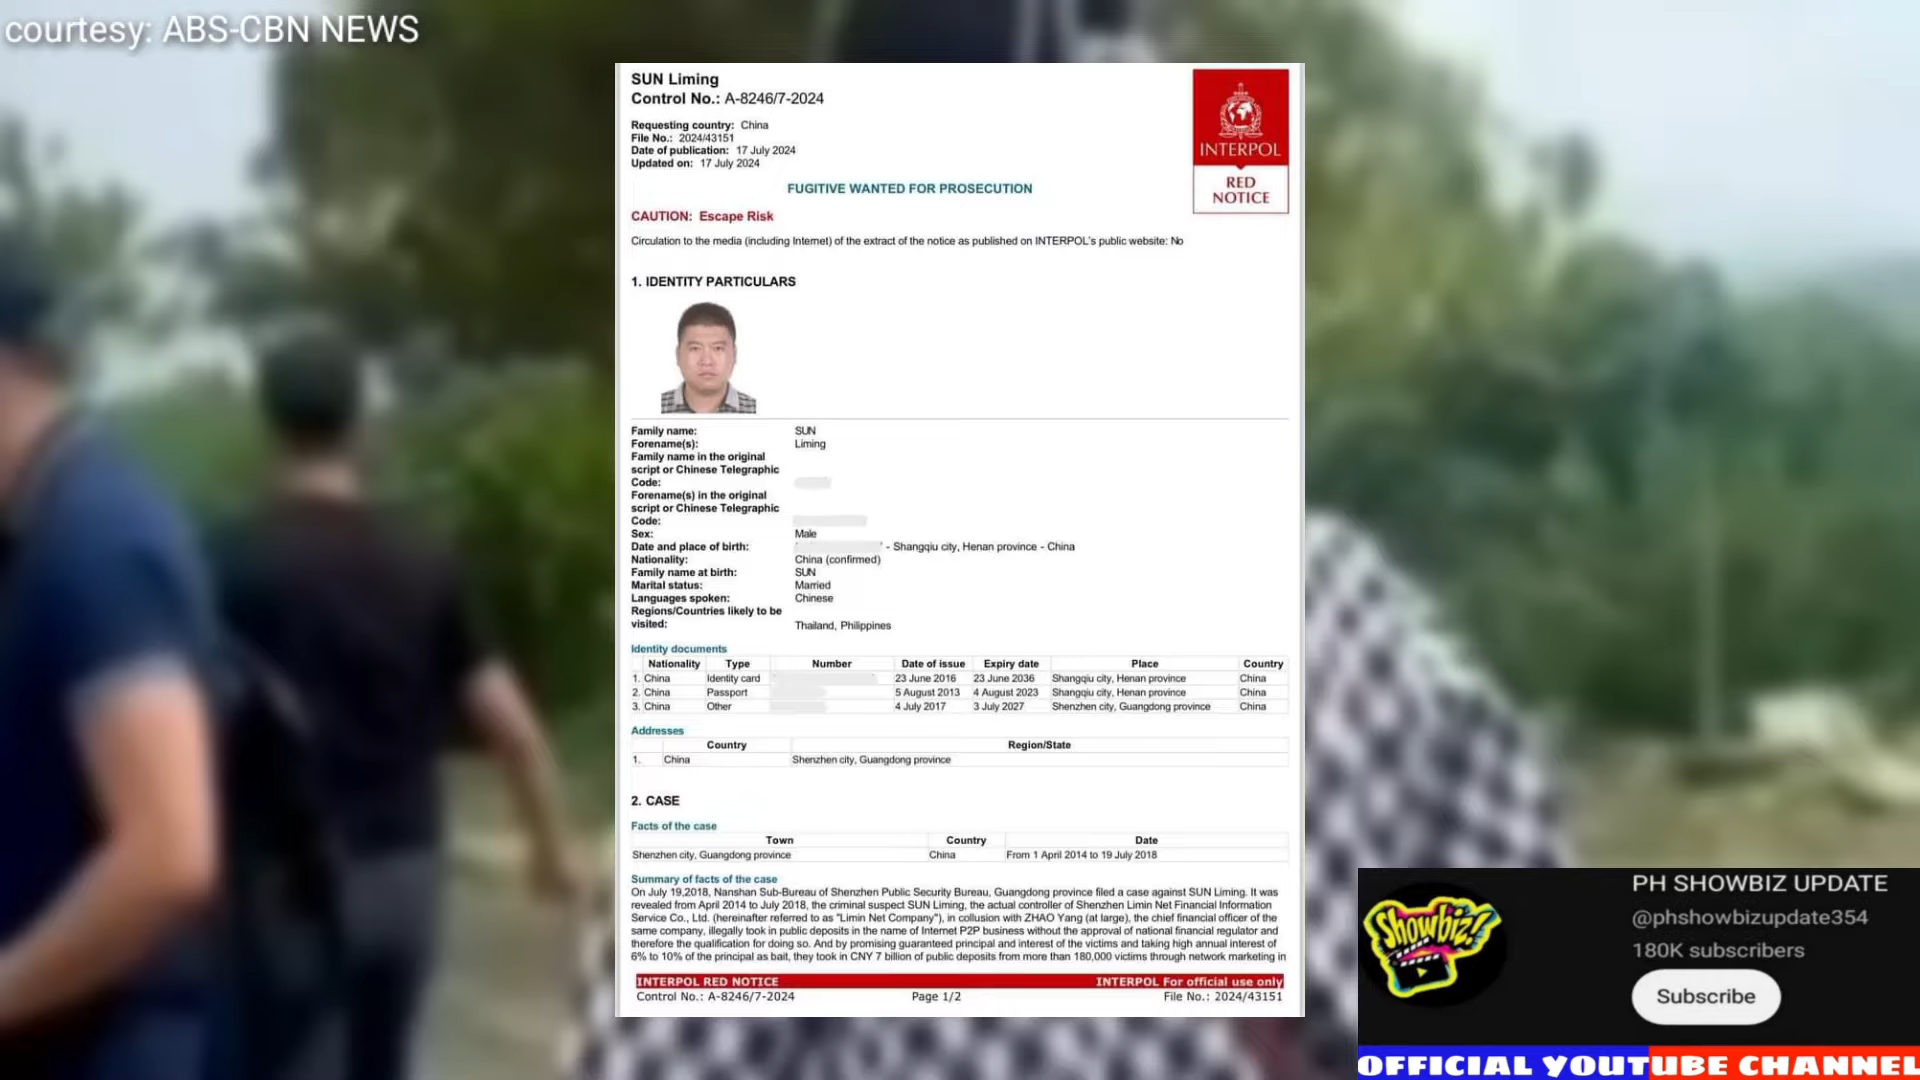 courtesy: ABS-CBN NEWS
SUN Liming
Control No.: A-8246/7-2024
INTERPOL
RED
NOTICE
Requesting country: China
File No.: 2024/43151
Date of publication: 17 July 2024
Updated on: 17 July 2024
FUGITIVE WANTED FOR PROSECUTION
CAUTION: Escape Risk
Circulation to the media (including Internet) of the extract of the notice as published on INTERPOL's public website: No
1. IDENTITY PARTICULARS
Family name: SUN
Forename(s): Liming
Family name in the original
script or Chinese Telegraphic
Code:
Forename(s) in the original
script or Chinese Telegraphic
Code:
Sex: Male
Date and place of birth: - Shangqiu city, Henan province - China
Nationality: China (confirmed)
Family name at birth: SUN
Marital status: Married
Languages spoken: Chinese
Regions/Countries likely to be
visited: Thailand, Philippines
Identity documents
Nationality Type Number Date of issue Expiry date Place Country
1. China Identity card 23 June 2016 23 June 2036 Shangqiu city, Henan province China
2. China Passport 5 August 2013 4 August 2023 Shangqiu city, Henan province China
3. China Other 4 July 2017 3 July 2027 Shenzhen city, Guangdong province China
Addresses
Country Region/State
1. China Shenzhen city, Guangdong province
2. CASE
Facts of the case
Town Country Date
Shenzhen city, Guangdong province China From 1 April 2014 to 19 July 2018
Summary of facts of the case
On July 19,2018, Nanshan Sub-Bureau of Shenzhen Public Security Bureau, Guangdong province filed a case against SUN Liming. It was
revealed from April 2014 to July 2018, the criminal suspect SUN Liming, the actual controller of Shenzhen Limin Net Financial Information
Service Co., Ltd. (hereinafter referred to as "Limin Net Company"), in collusion with ZHAO Yang (at large), the chief financial officer of the
same company, illegally took in public deposits in the name of Internet P2P business without the approval of national financial regulator and
therefore the qualification for doing so. And by promising guaranteed principal and interest of the victims and taking high annual interest of
6% to 10% of the principal as bait, they took in CNY 7 billion of public deposits from more than 180,000 victims through network marketing in
INTERPOL RED NOTICE INTERPOL For official use only
Control No.: A-8246/7-2024 Page 1/2 File No.: 2024/43151
Showbiz!
PH SHOWBIZ UPDATE
@phshowbizupdate354
180K subscribers
Subscribe
OFFICIAL YOUTUBE CHANNEL